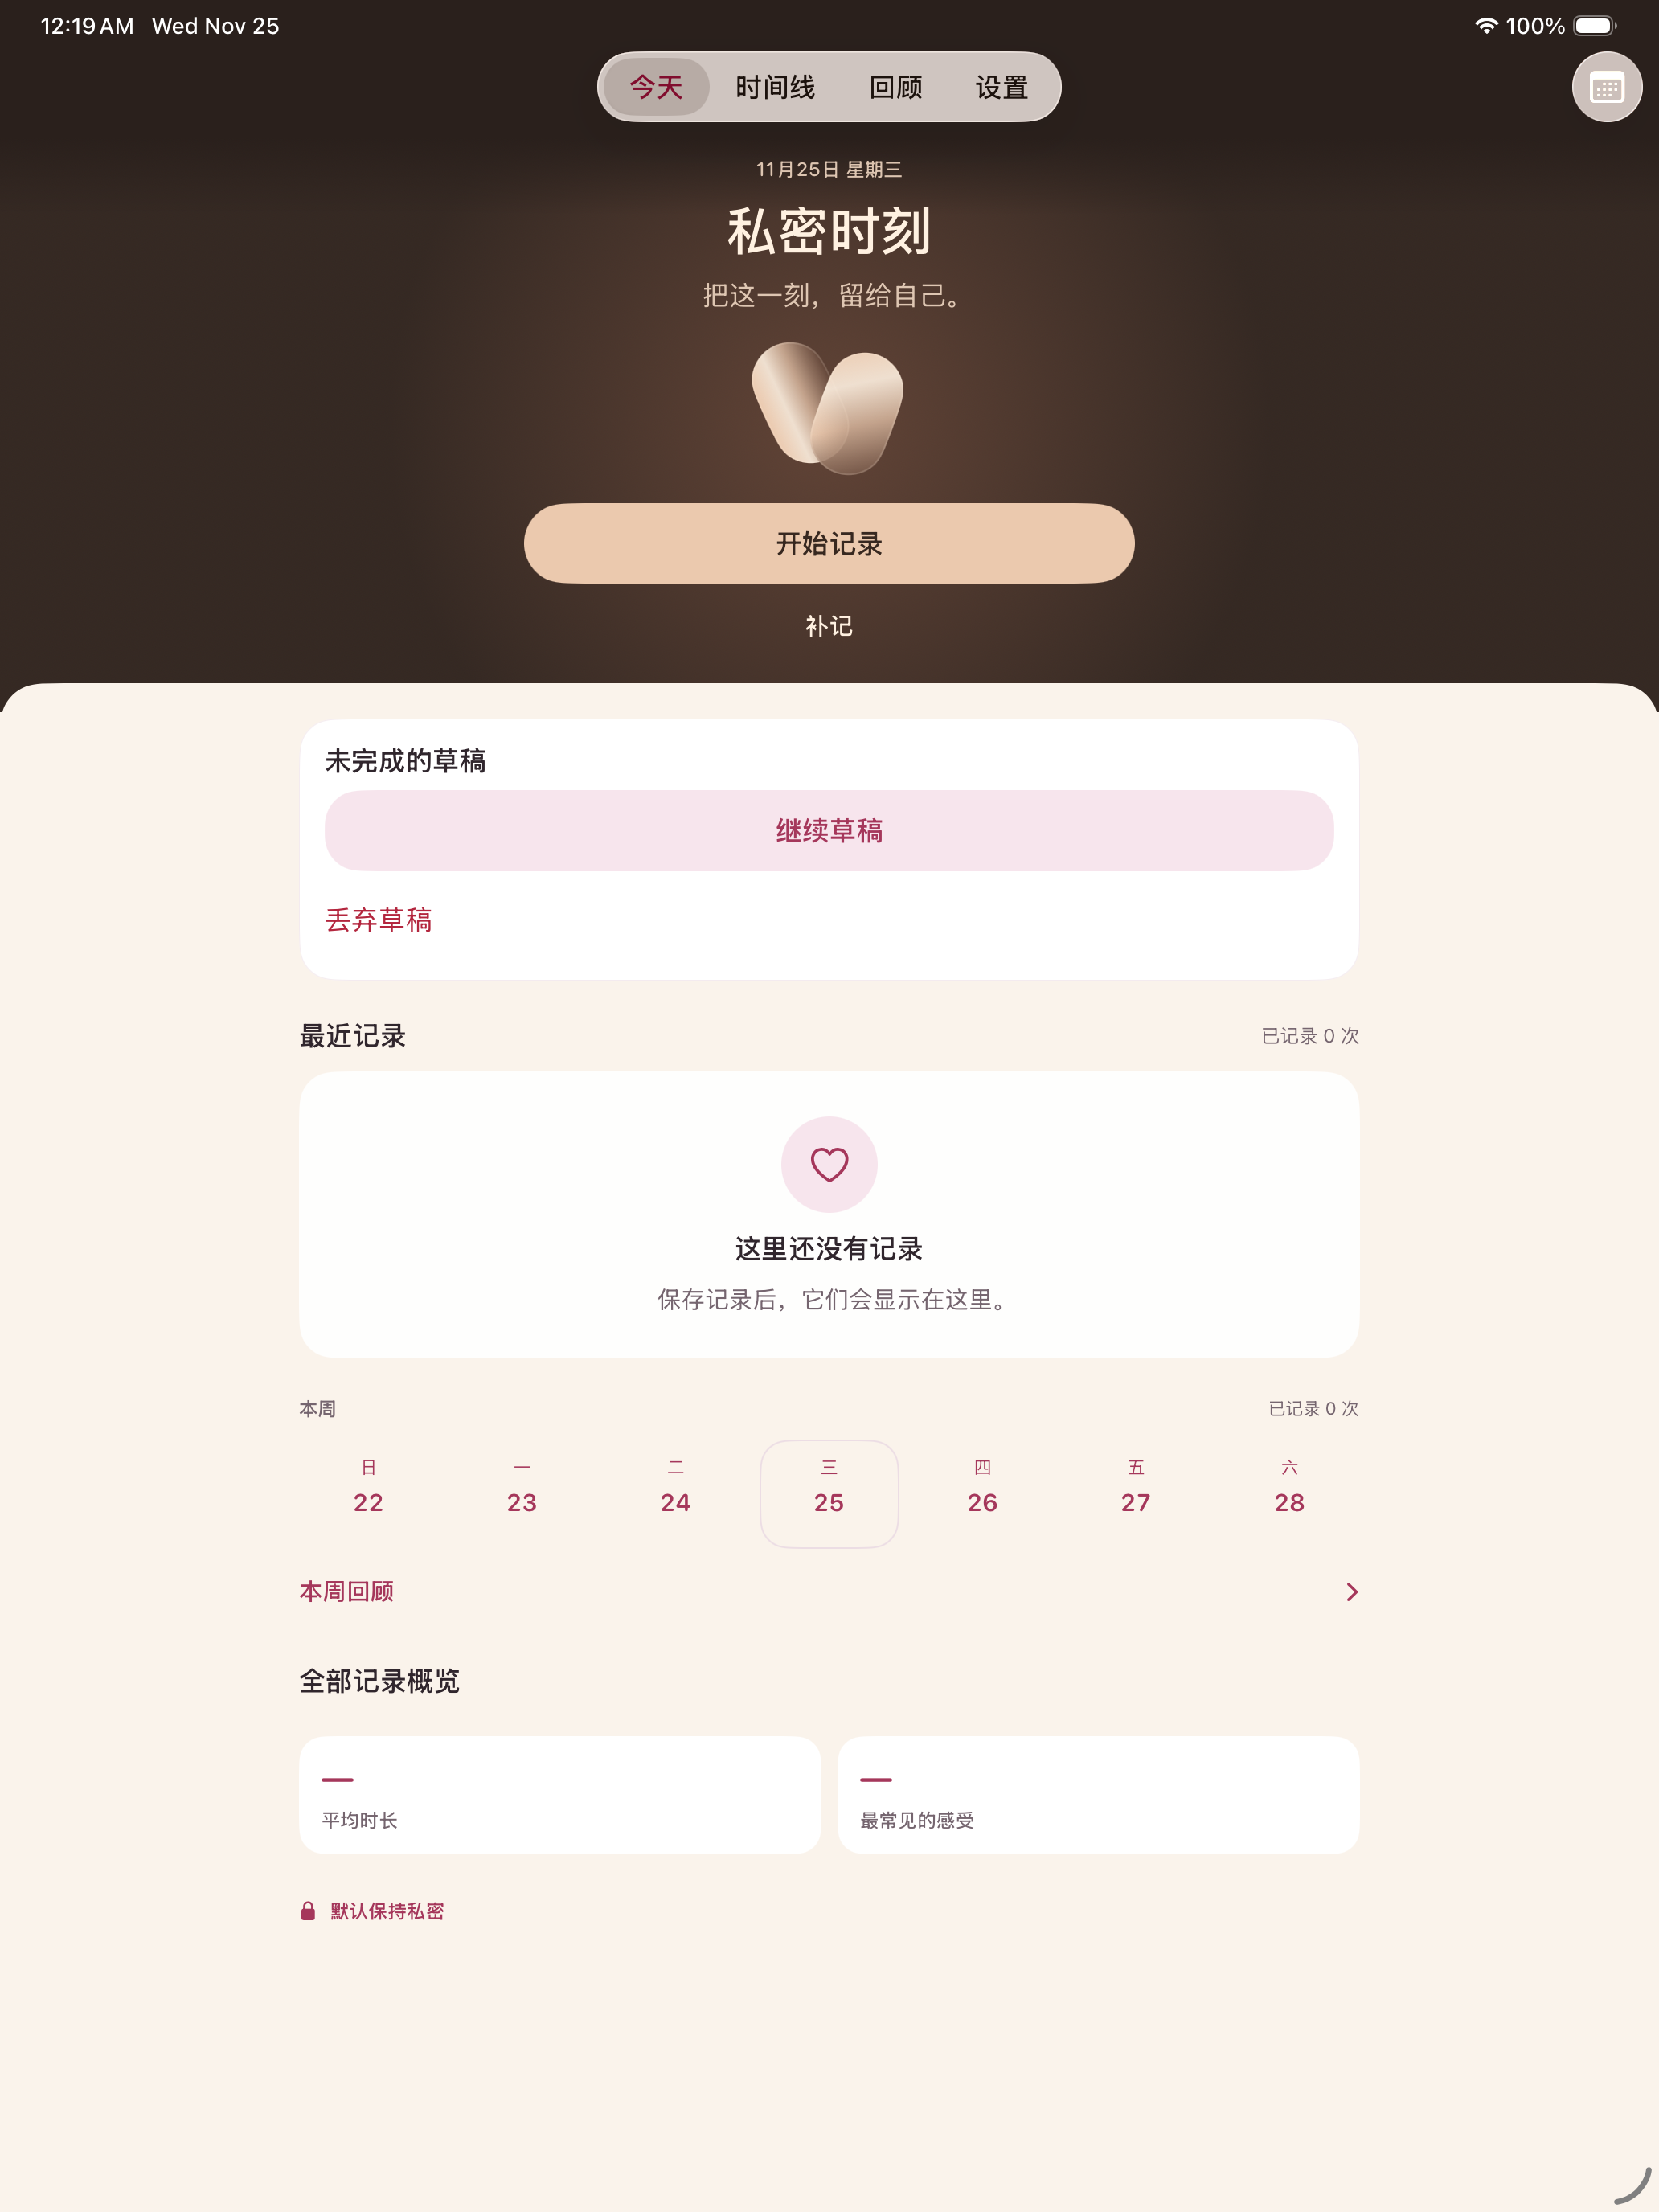 12:19 AM Wed Nov 25
100%
今天 时间线 回顾 设置
11月25日 星期三
私密时刻
把这一刻，留给自己。
开始记录
补记
未完成的草稿
继续草稿
丢弃草稿
最近记录 已记录 0 次
这里还没有记录
保存记录后，它们会显示在这里。
本周 已记录 0 次
日 一 二 三 四 五 六
22 23 24 25 26 27 28
本周回顾
全部记录概览
— —
平均时长 最常见的感受
默认保持私密